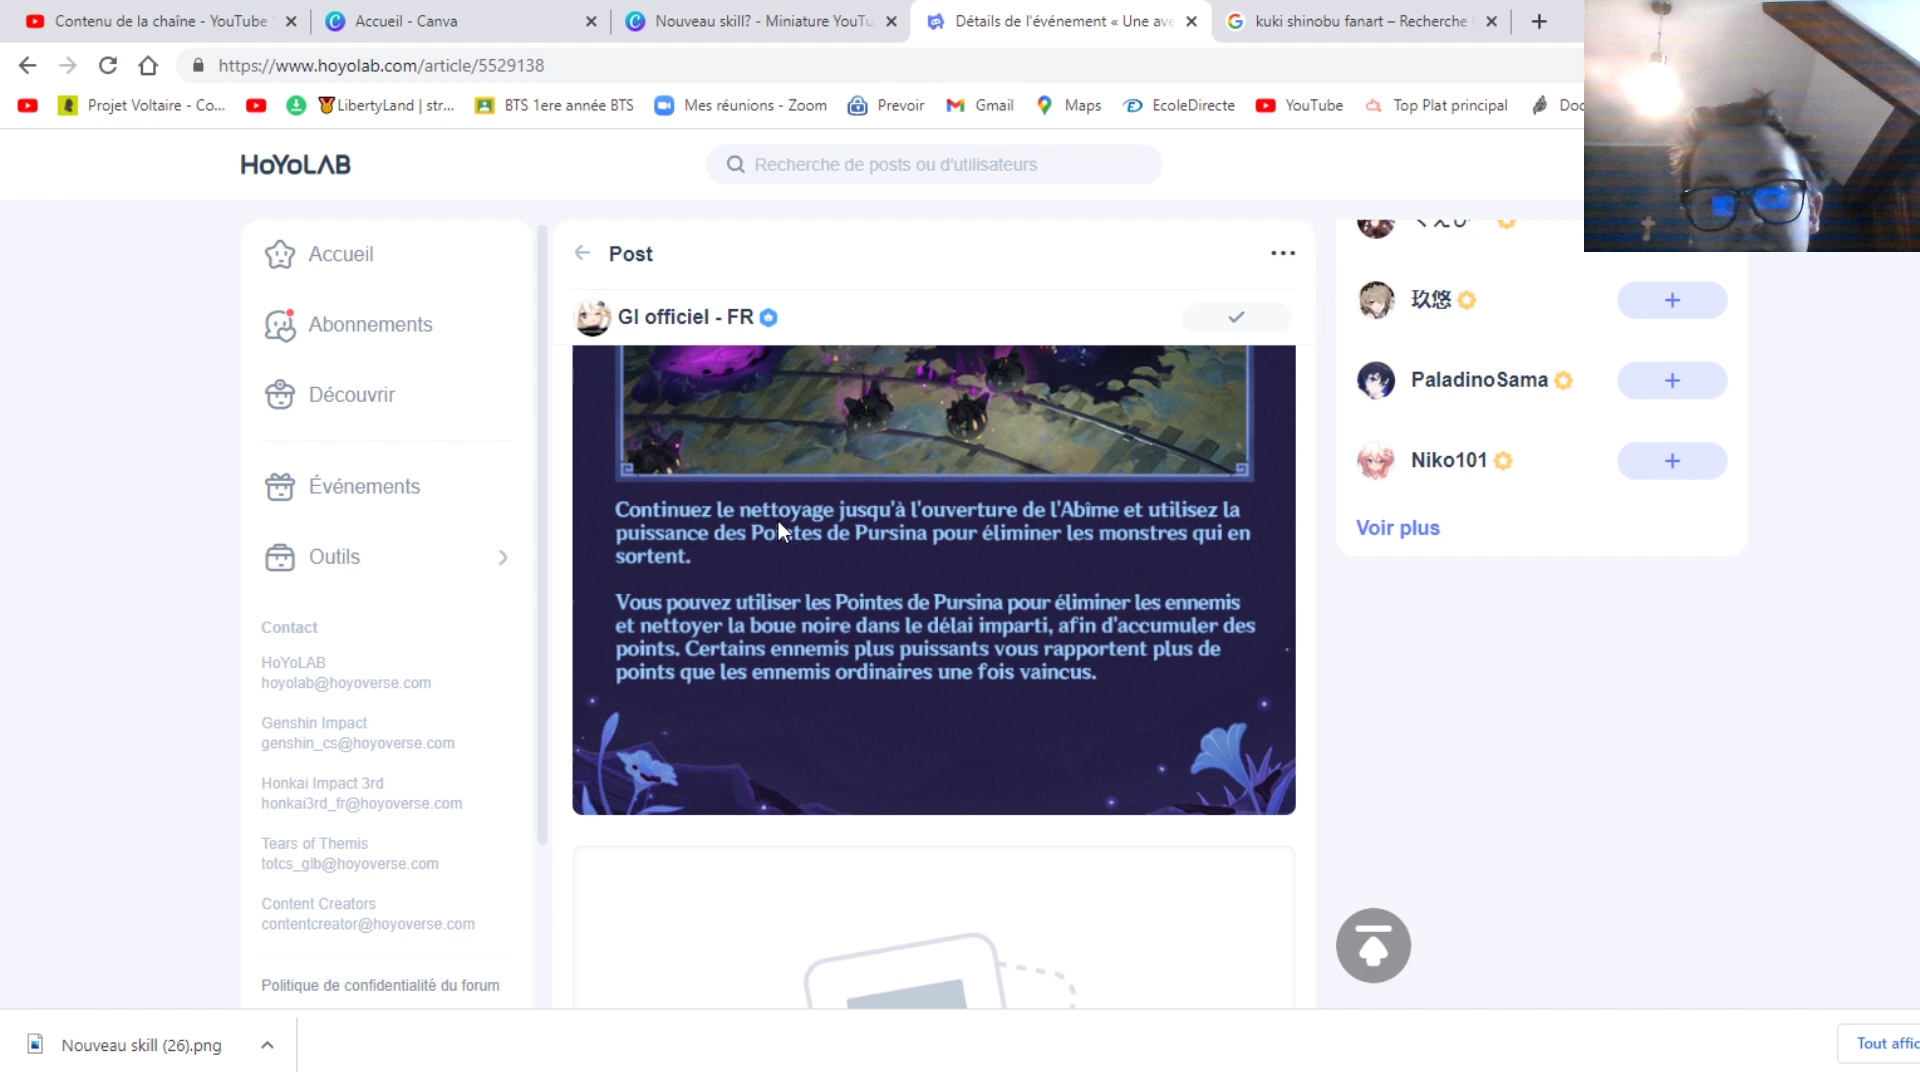 Contenu de la chaîne - YouTube
Accueil - Canva
Nouveau skill? - Miniature YouTu
Détails de l'événement « Une ave
kuki shinobu fanart – Recherche
https://www.hoyolab.com/article/5529138
Projet Voltaire - Co...
LibertyLand | str...
BTS 1ere année BTS
Mes réunions - Zoom
Prevoir
Gmail
Maps
EcoleDirecte
YouTube
Top Plat principal
Doc
HoYoLAB
Recherche de posts ou d'utilisateurs
Accueil
Abonnements
Découvrir
Événements
Outils
Contact
HoYoLAB
hoyolab@hoyoverse.com
Genshin Impact
genshin_cs@hoyoverse.com
Honkai Impact 3rd
honkai3rd_fr@hoyoverse.com
Tears of Themis
totcs_glb@hoyoverse.com
Content Creators
contentcreator@hoyoverse.com
Politique de confidentialité du forum
Post
GI officiel - FR
Continuez le nettoyage jusqu'à l'ouverture de l'Abîme et utilisez la
puissance des Pointes de Pursina pour éliminer les monstres qui en
sortent.
Vous pouvez utiliser les Pointes de Pursina pour éliminer les ennemis
et nettoyer la boue noire dans le délai imparti, afin d'accumuler des
points. Certains ennemis plus puissants vous rapportent plus de
points que les ennemis ordinaires une fois vaincus.
玖悠
PaladinoSama
Niko101
Voir plus
Nouveau skill (26).png
Tout affic